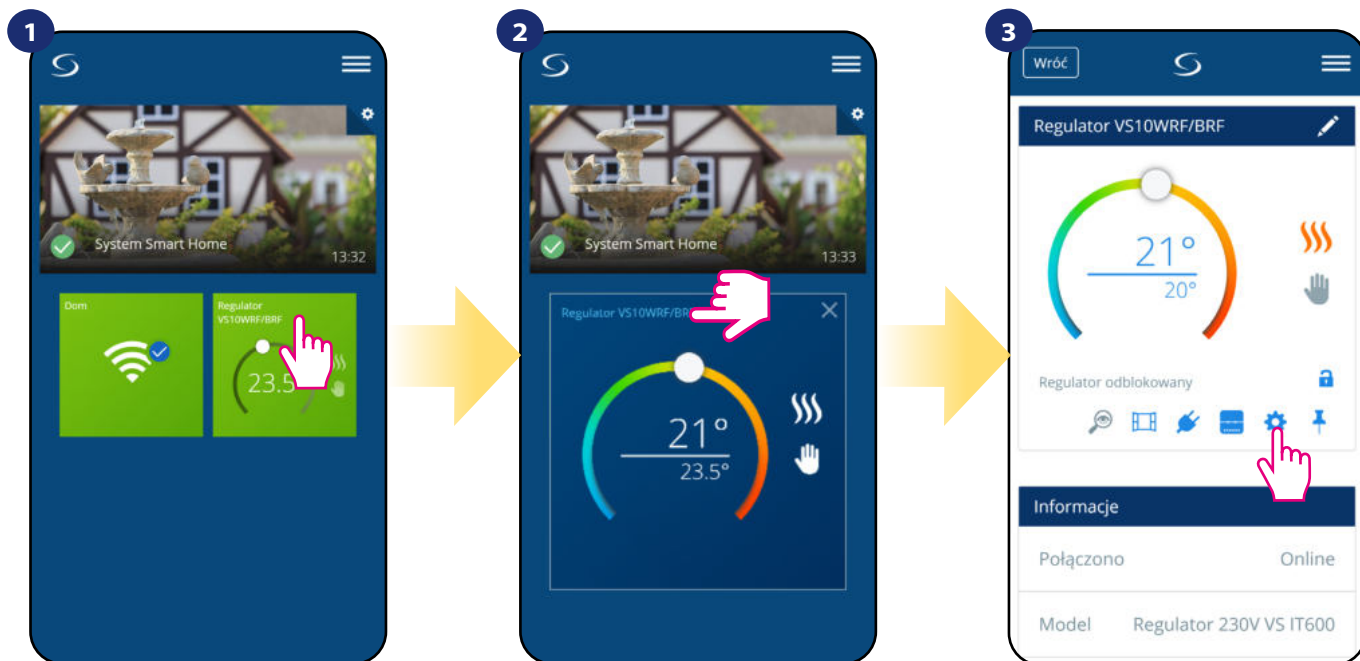 1
System Smart Home
13:32
Dom
Regulator
VS10WRF/BRF
23.5
2
System Smart Home
13:33
Regulator VS10WRF/BR
21°
23.5°
3
Wróć
Regulator VS10WRF/BRF
21°
20°
Regulator odblokowany
Informacje
Połączono Online
Model Regulator 230V VS IT600